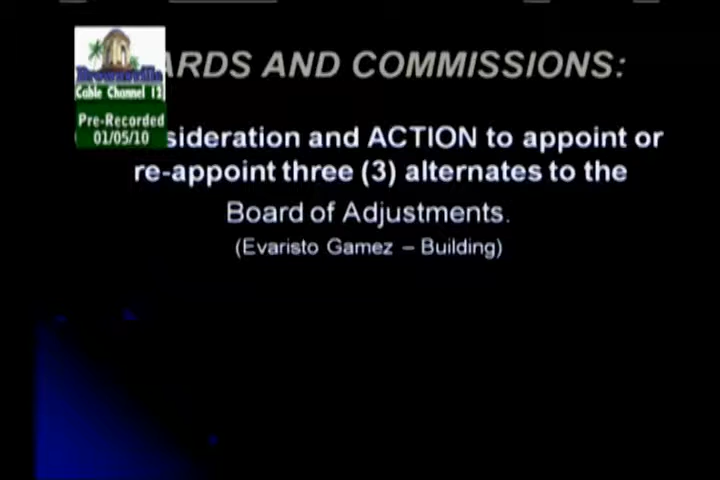 ARDS AND COMMISSIONS:
Brownsville
Cable Channel 12
Pre-Recorded
01/05/10
sideration and ACTION to appoint or
re-appoint three (3) alternates to the
Board of Adjustments.
(Evaristo Gamez – Building)